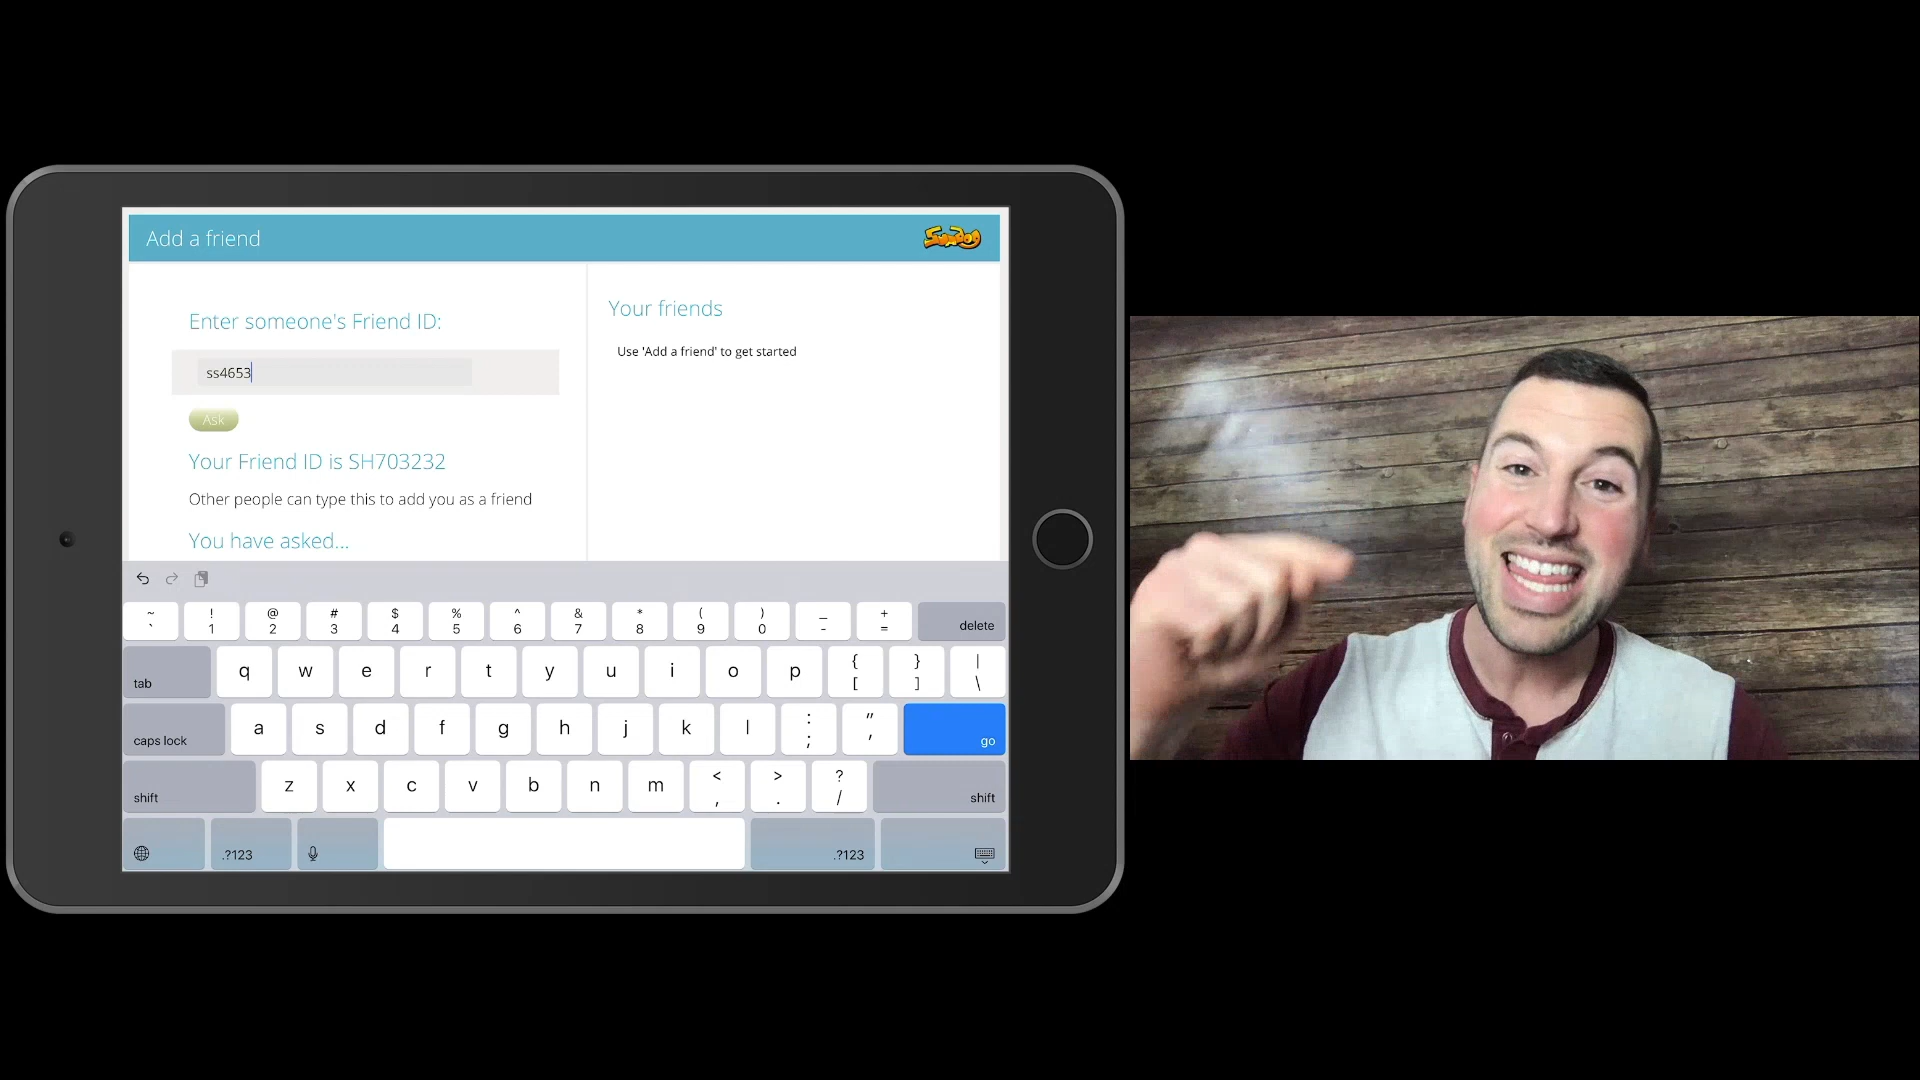 Add a friend
Sumdog
Enter someone's Friend ID:
ss4653
Ask
Your Friend ID is SH703232
Other people can type this to add you as a friend
You have asked...
Your friends
Use 'Add a friend' to get started
~ ! @ # $ % ^ & * ( ) _ +
` 1 2 3 4 5 6 7 8 9 0 - = delete
tab q w e r t y u i o p { [ } ] | \
caps lock a s d f g h j k l : ; " ' go
shift z x c v b n m < , > . ? / shift
.?123 .?123